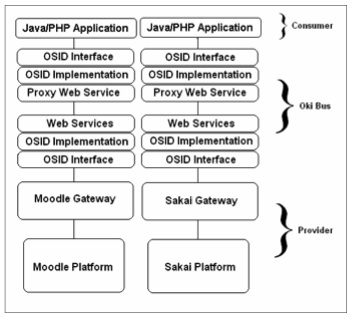 Java/PHP Application
Java/PHP Application
Consumer
OSID Interface
OSID Interface
OSID Implementation
OSID Implementation
Proxy Web Service
Proxy Web Service
Oki Bus
Web Services
Web Services
OSID Implementation
OSID Implementation
OSID Interface
OSID Interface
Moodle Gateway
Sakai Gateway
Provider
Moodle Platform
Sakai Platform